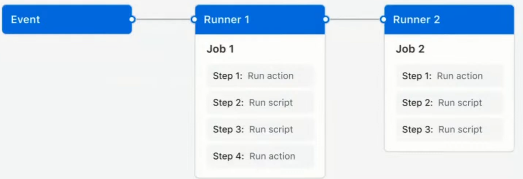 Event
Runner 1
Job 1
Step 1: Run action
Step 2: Run script
Step 3: Run script
Step 4: Run action
Runner 2
Job 2
Step 1: Run action
Step 2: Run script
Step 3: Run script